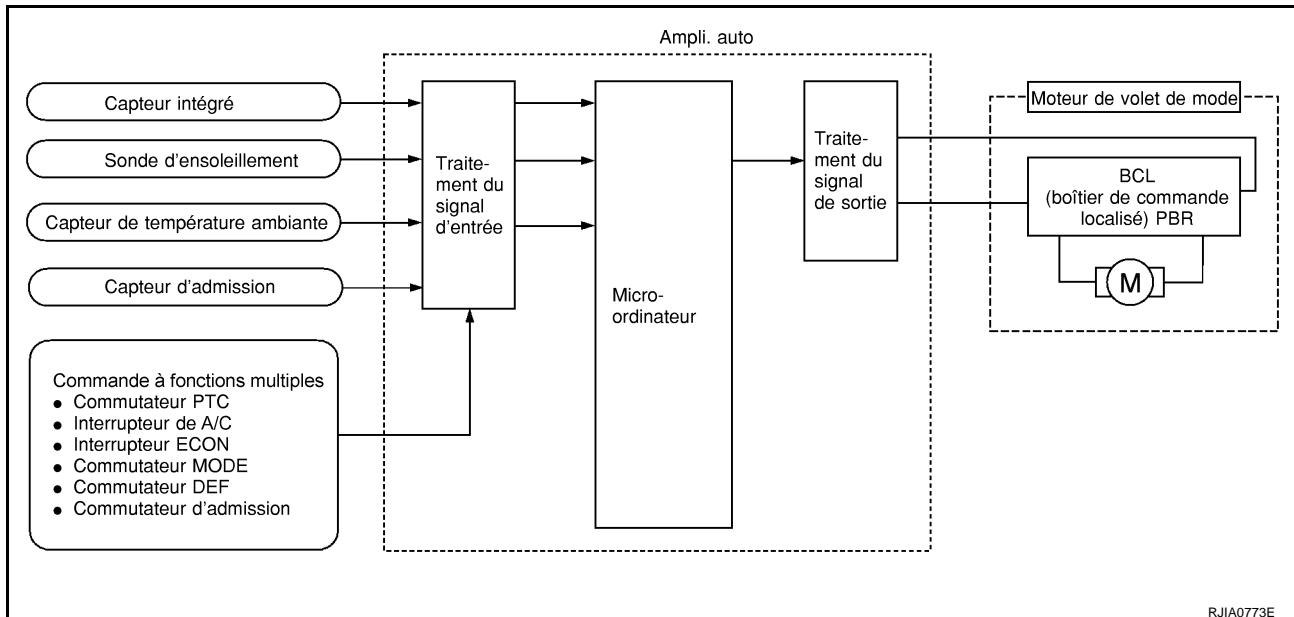 Ampli. auto
Capteur intégré
Sonde d'ensoleillement
Capteur de température ambiante
Capteur d'admission
Commande à fonctions multiples
● Commutateur PTC
● Interrupteur de A/C
● Interrupteur ECON
● Commutateur MODE
● Commutateur DEF
● Commutateur d'admission
Traite-
ment du
signal
d'entrée
Micro-
ordinateur
Traite-
ment du
signal
de sortie
Moteur de volet de mode
BCL
(boîtier de commande
localisé) PBR
M
RJIA0773E